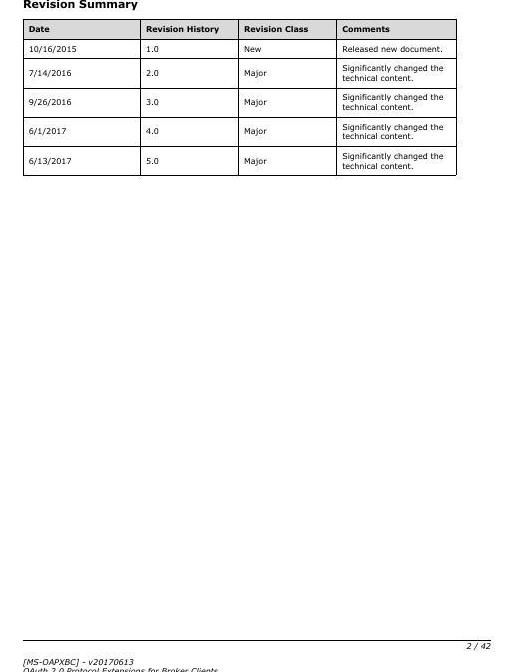 Revision Summary
Date Revision History Revision Class Comments
10/16/2015 1.0 New Released new document.
7/14/2016 2.0 Major Significantly changed the
technical content.
9/26/2016 3.0 Major Significantly changed the
technical content.
6/1/2017 4.0 Major Significantly changed the
technical content.
6/13/2017 5.0 Major Significantly changed the
technical content.
2 / 42
[MS-OAPXBC] - v20170613
OAuth 2.0 Protocol Extensions for Broker Clients